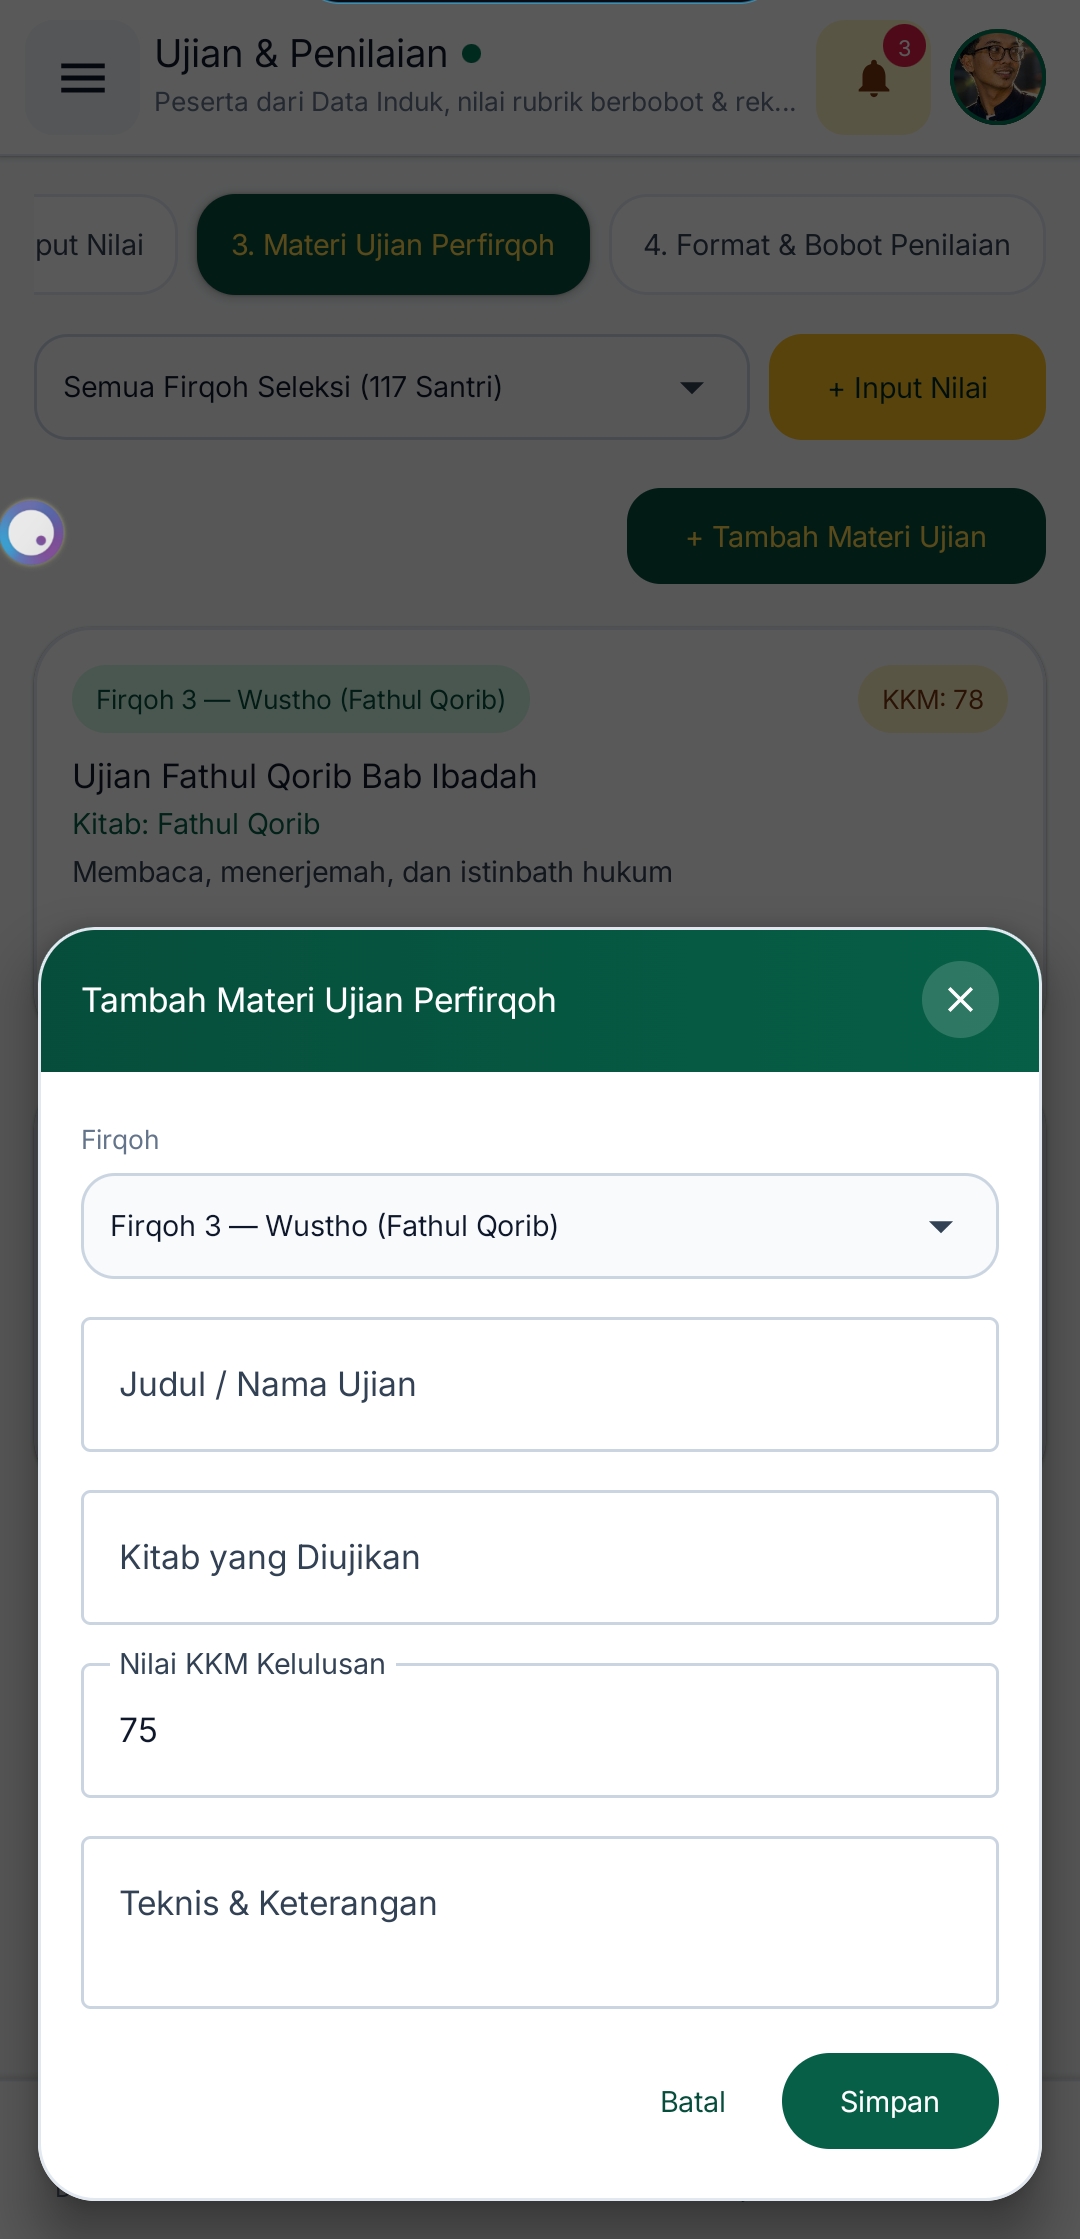 Ujian & Penilaian
3
Peserta dari Data Induk, nilai rubrik berbobot & rek...
put Nilai
3. Materi Ujian Perfirqoh
4. Format & Bobot Penilaian
Semua Firqoh Seleksi (117 Santri)
+ Input Nilai
+ Tambah Materi Ujian
Firqoh 3 — Wustho (Fathul Qorib)
KKM: 78
Ujian Fathul Qorib Bab Ibadah
Kitab: Fathul Qorib
Membaca, menerjemah, dan istinbath hukum
Tambah Materi Ujian Perfirqoh
Firqoh
Firqoh 3 — Wustho (Fathul Qorib)
Judul / Nama Ujian
Kitab yang Diujikan
Nilai KKM Kelulusan
75
Teknis & Keterangan
Batal
Simpan